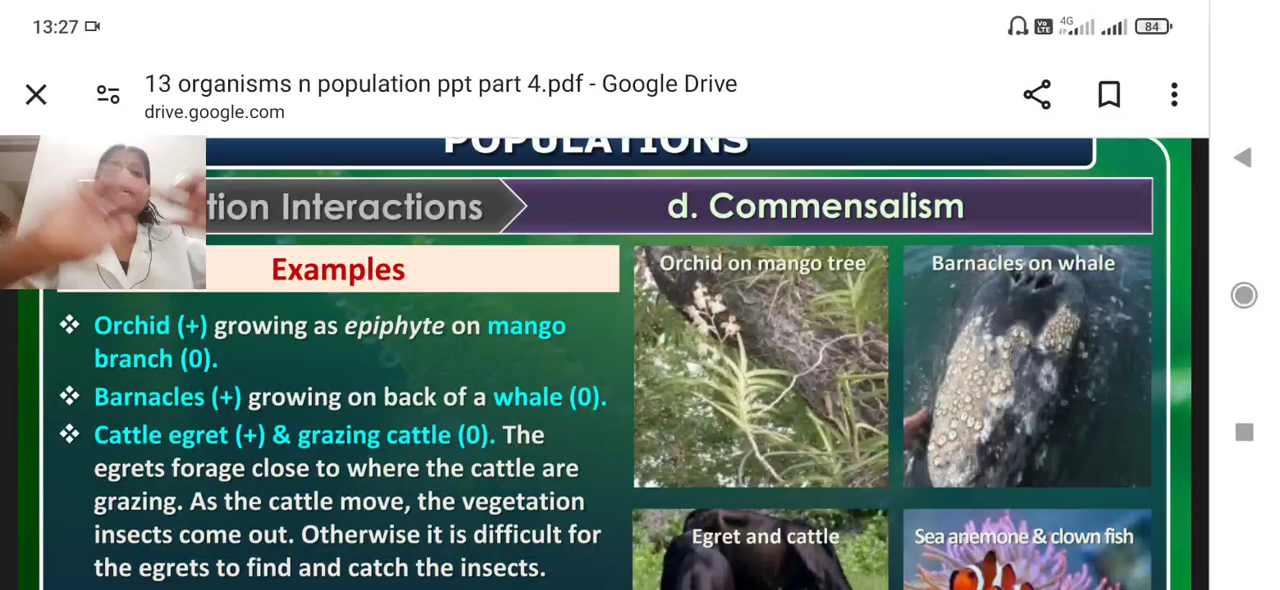 13:27
Vo LTE 4G 84
13 organisms n population ppt part 4.pdf - Google Drive
drive.google.com
POPULATIONS
tion Interactions
d. Commensalism
Examples
Orchid (+) growing as epiphyte on mango
branch (0).
Barnacles (+) growing on back of a whale (0).
Cattle egret (+) & grazing cattle (0). The
egrets forage close to where the cattle are
grazing. As the cattle move, the vegetation
insects come out. Otherwise it is difficult for
the egrets to find and catch the insects.
Orchid on mango tree
Barnacles on whale
Egret and cattle
Sea anemone & clown fish